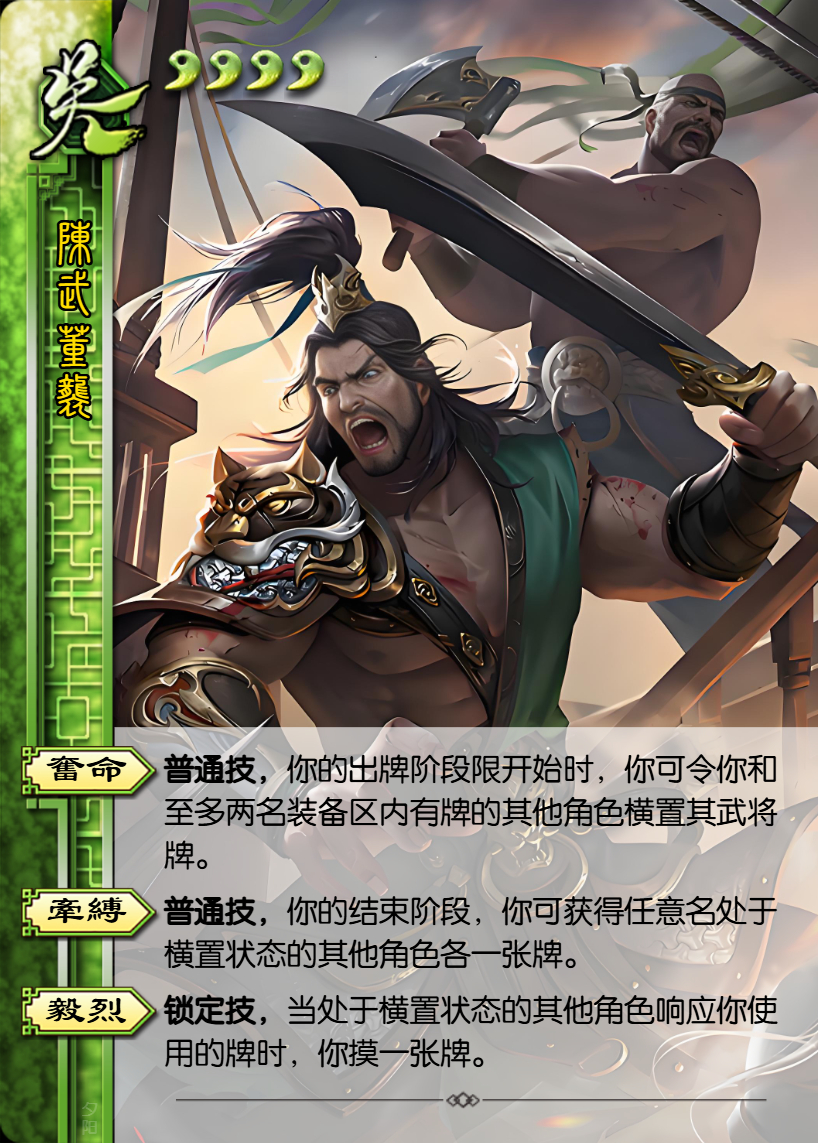 吴
陳武董襲
奮命
普通技，你的出牌阶段限开始时，你可令你和
至多两名装备区内有牌的其他角色横置其武将
牌。
牽縛
普通技，你的结束阶段，你可获得任意名处于
横置状态的其他角色各一张牌。
毅烈
锁定技，当处于横置状态的其他角色响应你使
用的牌时，你摸一张牌。
夕阳